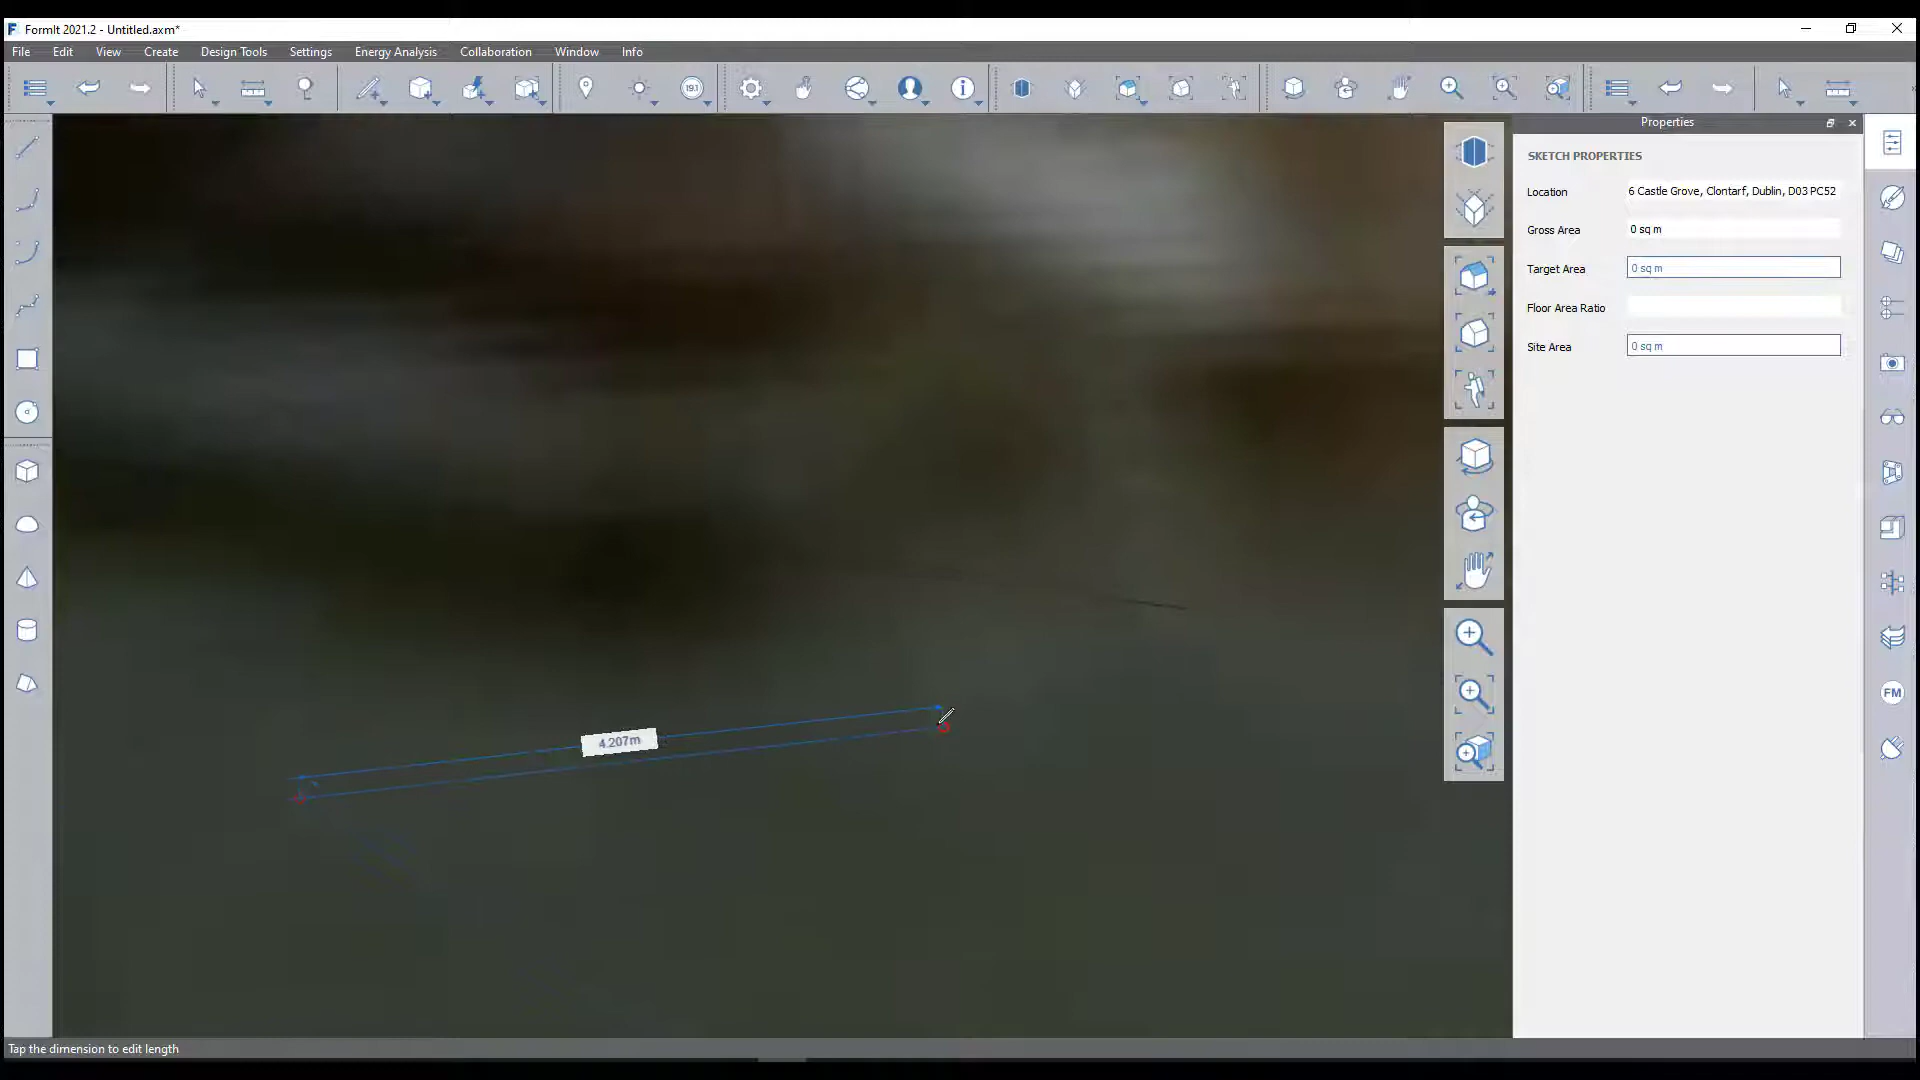 FormIt 2021.2 - Untitled.axm*
File Edit View Create Design Tools Settings Energy Analysis Collaboration Window Info
19.1
Properties
SKETCH PROPERTIES
Location 6 Castle Grove, Clontarf, Dublin, D03 PC52
Gross Area 0 sq m
Target Area 0 sq m
Floor Area Ratio
Site Area 0 sq m
FM
4.207m
Tap the dimension to edit length